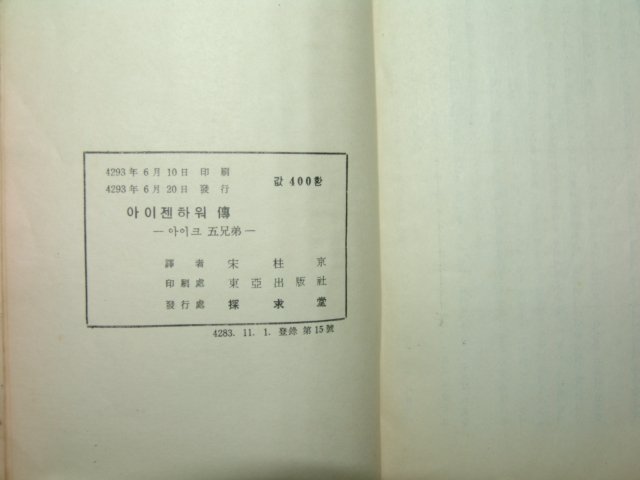 4293年 6月 10日 印刷
4293年 6月 20日 發行
값 400환
아이젠하워 傳
— 아이크 五兄弟 —
譯者 宋桂京
印刷處 東亞出版社
發行處 探求堂
4283. 11. 1. 登錄 第15號